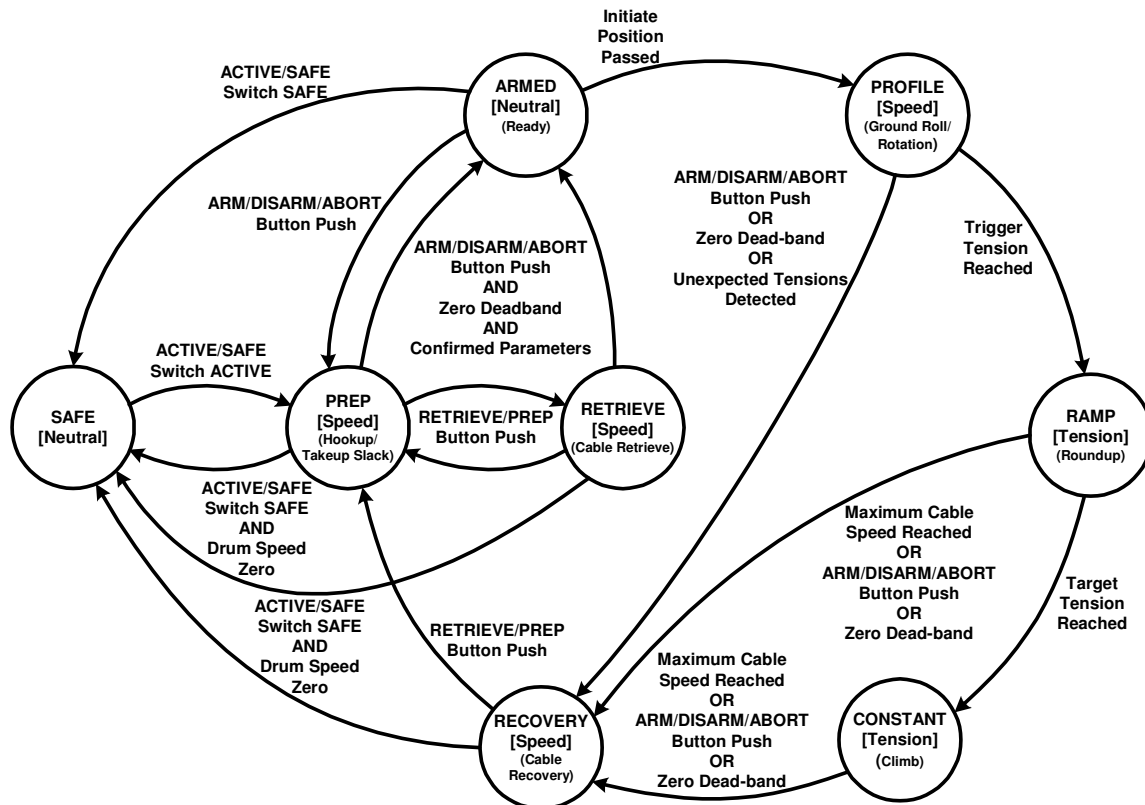 Initiate
Position
Passed
ACTIVE/SAFE
Switch SAFE
ARMED
[Neutral]
(Ready)
PROFILE
[Speed]
(Ground Roll/
Rotation)
ARM/DISARM/ABORT
Button Push
ARM/DISARM/ABORT
Button Push
OR
Zero Dead-band
OR
Unexpected Tensions
Detected
Trigger
Tension
Reached
ARM/DISARM/ABORT
Button Push
AND
Zero Deadband
AND
Confirmed Parameters
ACTIVE/SAFE
Switch ACTIVE
SAFE
[Neutral]
PREP
[Speed]
(Hookup/
Takeup Slack)
RETRIEVE/PREP
Button Push
RETRIEVE
[Speed]
(Cable Retrieve)
RAMP
[Tension]
(Roundup)
ACTIVE/SAFE
Switch SAFE
AND
Drum Speed
Zero
Maximum Cable
Speed Reached
OR
ARM/DISARM/ABORT
Button Push
OR
Zero Dead-band
Target
Tension
Reached
ACTIVE/SAFE
Switch SAFE
AND
Drum Speed
Zero
RETRIEVE/PREP
Button Push
Maximum Cable
Speed Reached
OR
ARM/DISARM/ABORT
Button Push
OR
Zero Dead-band
RECOVERY
[Speed]
(Cable
Recovery)
CONSTANT
[Tension]
(Climb)